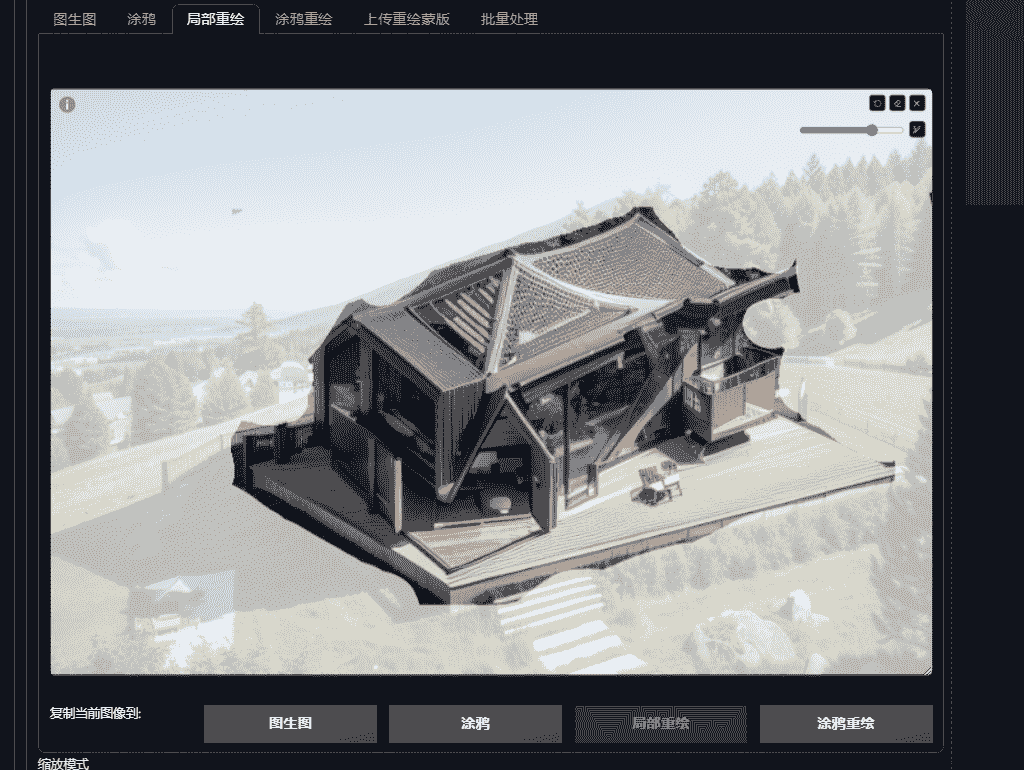 图生图 涂鸦 局部重绘 涂鸦重绘 上传重绘蒙版 批量处理
复制当前图像到: 图生图 涂鸦 局部重绘 涂鸦重绘
缩放模式